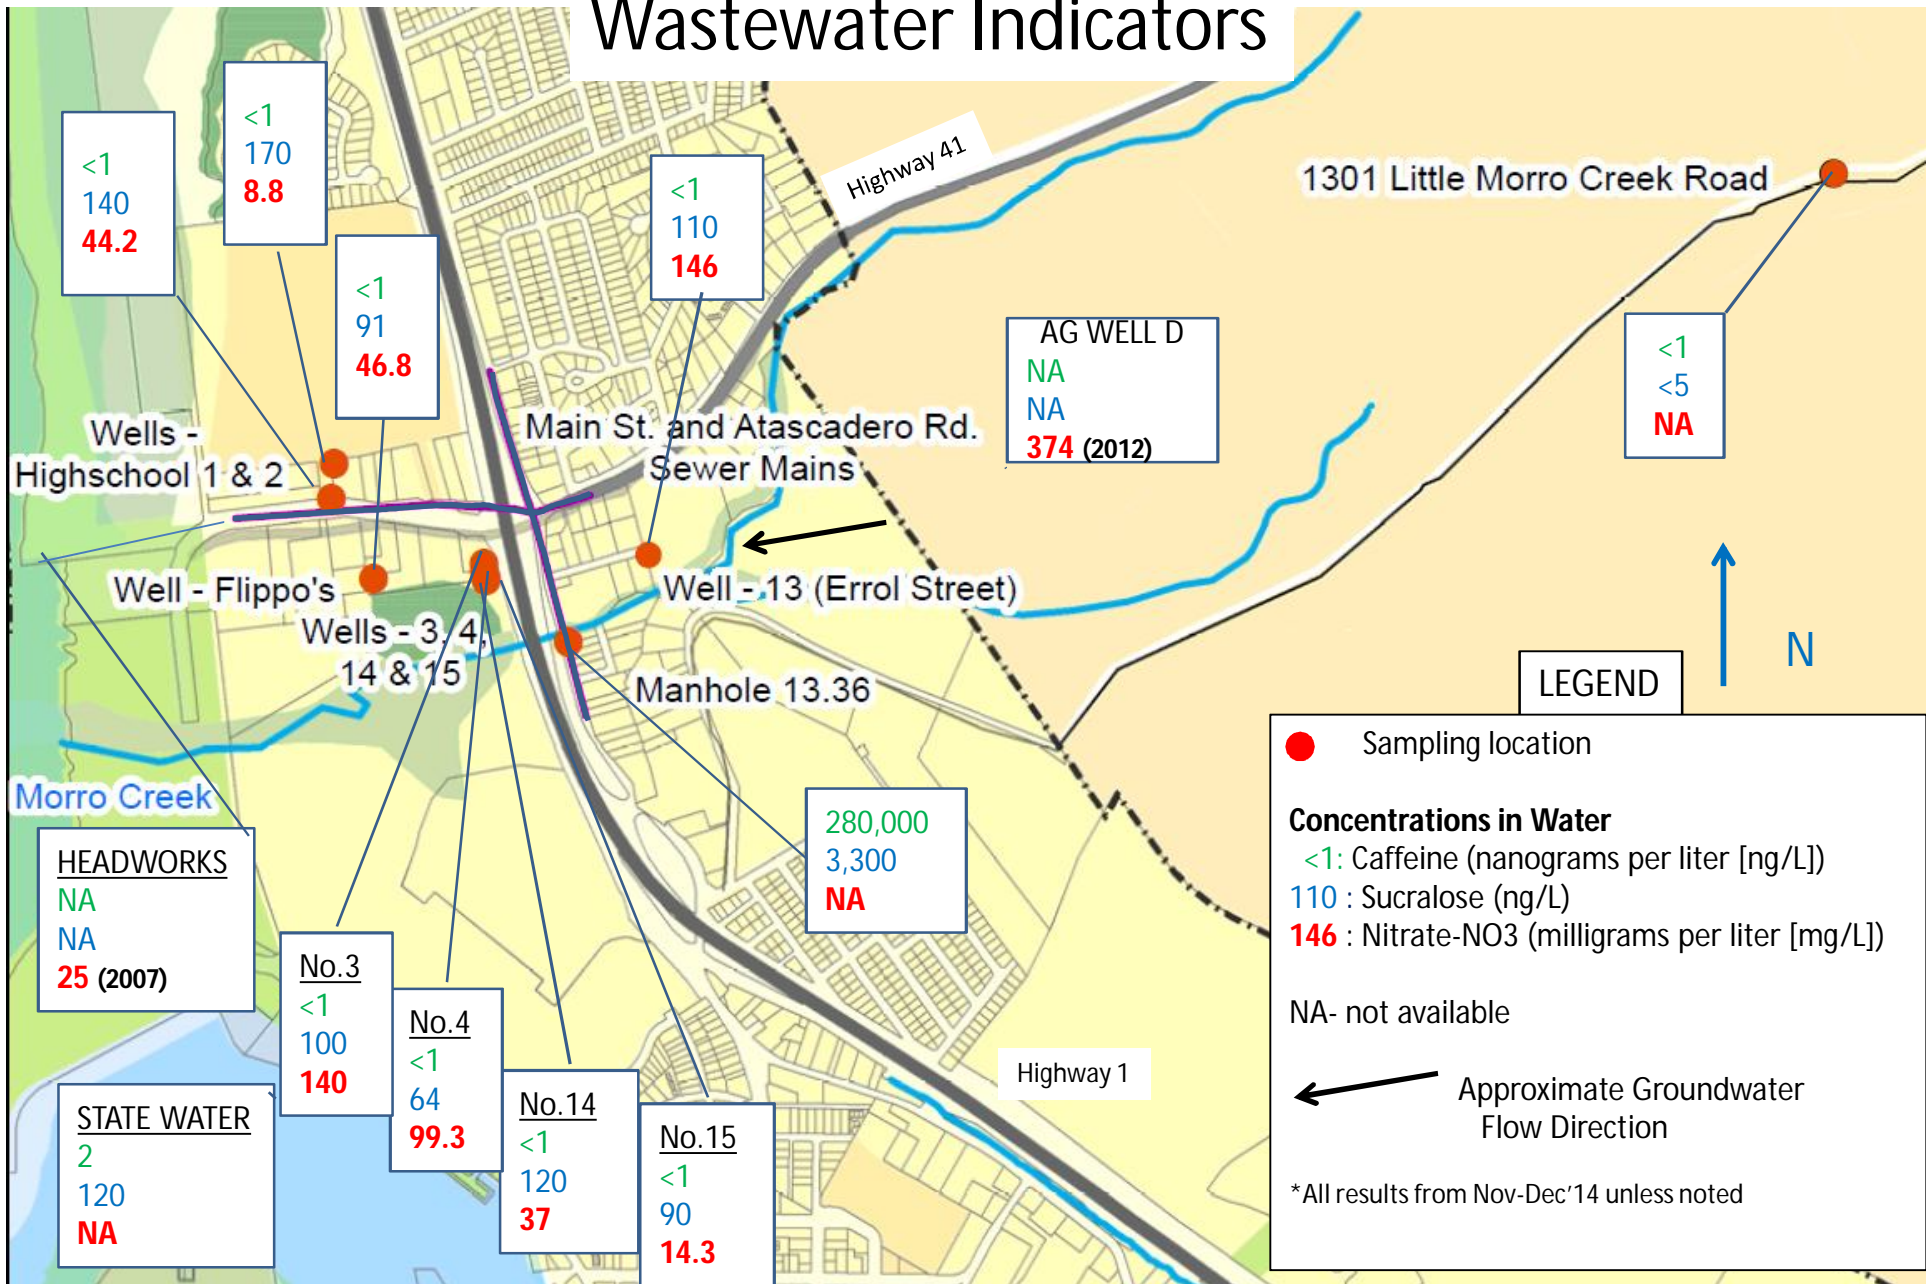 Wastewater Indicators
<1
170
8.8
<1
140
44.2
<1
110
146
Highway 41
1301 Little Morro Creek Road
<1
91
46.8
AG WELL D
NA
NA
374 (2012)
<1
<5
NA
Wells -
Highschool 1 & 2
Main St. and Atascadero Rd.
Sewer Mains
Well - Flippo's
Well - 13 (Errol Street)
Wells - 3, 4,
14 & 15
Manhole 13.36
N
Morro Creek
280,000
3,300
NA
HEADWORKS
NA
NA
25 (2007)
No.3
<1
100
140
No.4
<1
64
99.3
No.14
<1
120
37
No.15
<1
90
14.3
STATE WATER
2
120
NA
Highway 1
LEGEND
Sampling location
Concentrations in Water
<1: Caffeine (nanograms per liter [ng/L])
110 : Sucralose (ng/L)
146 : Nitrate-NO3 (milligrams per liter [mg/L])
NA- not available
Approximate Groundwater
Flow Direction
*All results from Nov-Dec’14 unless noted